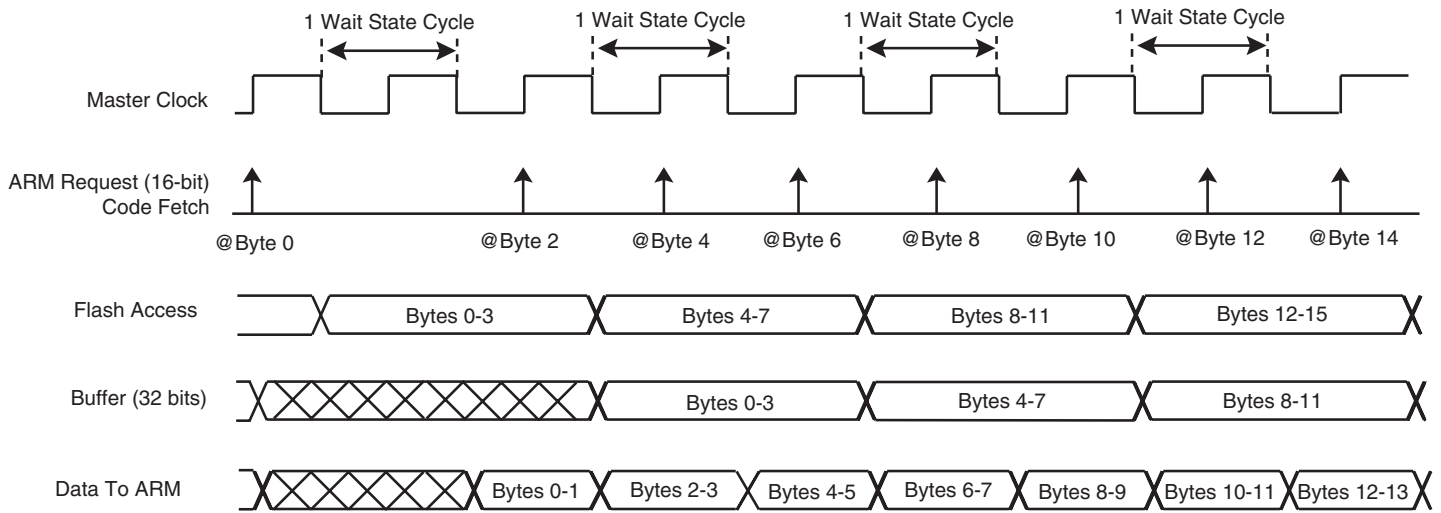 1 Wait State Cycle
1 Wait State Cycle
1 Wait State Cycle
1 Wait State Cycle
Master Clock
ARM Request (16-bit)
Code Fetch
@Byte 0
@Byte 2
@Byte 4
@Byte 6
@Byte 8
@Byte 10
@Byte 12
@Byte 14
Flash Access
Bytes 0-3
Bytes 4-7
Bytes 8-11
Bytes 12-15
Buffer (32 bits)
Bytes 0-3
Bytes 4-7
Bytes 8-11
Data To ARM
Bytes 0-1
Bytes 2-3
Bytes 4-5
Bytes 6-7
Bytes 8-9
Bytes 10-11
Bytes 12-13